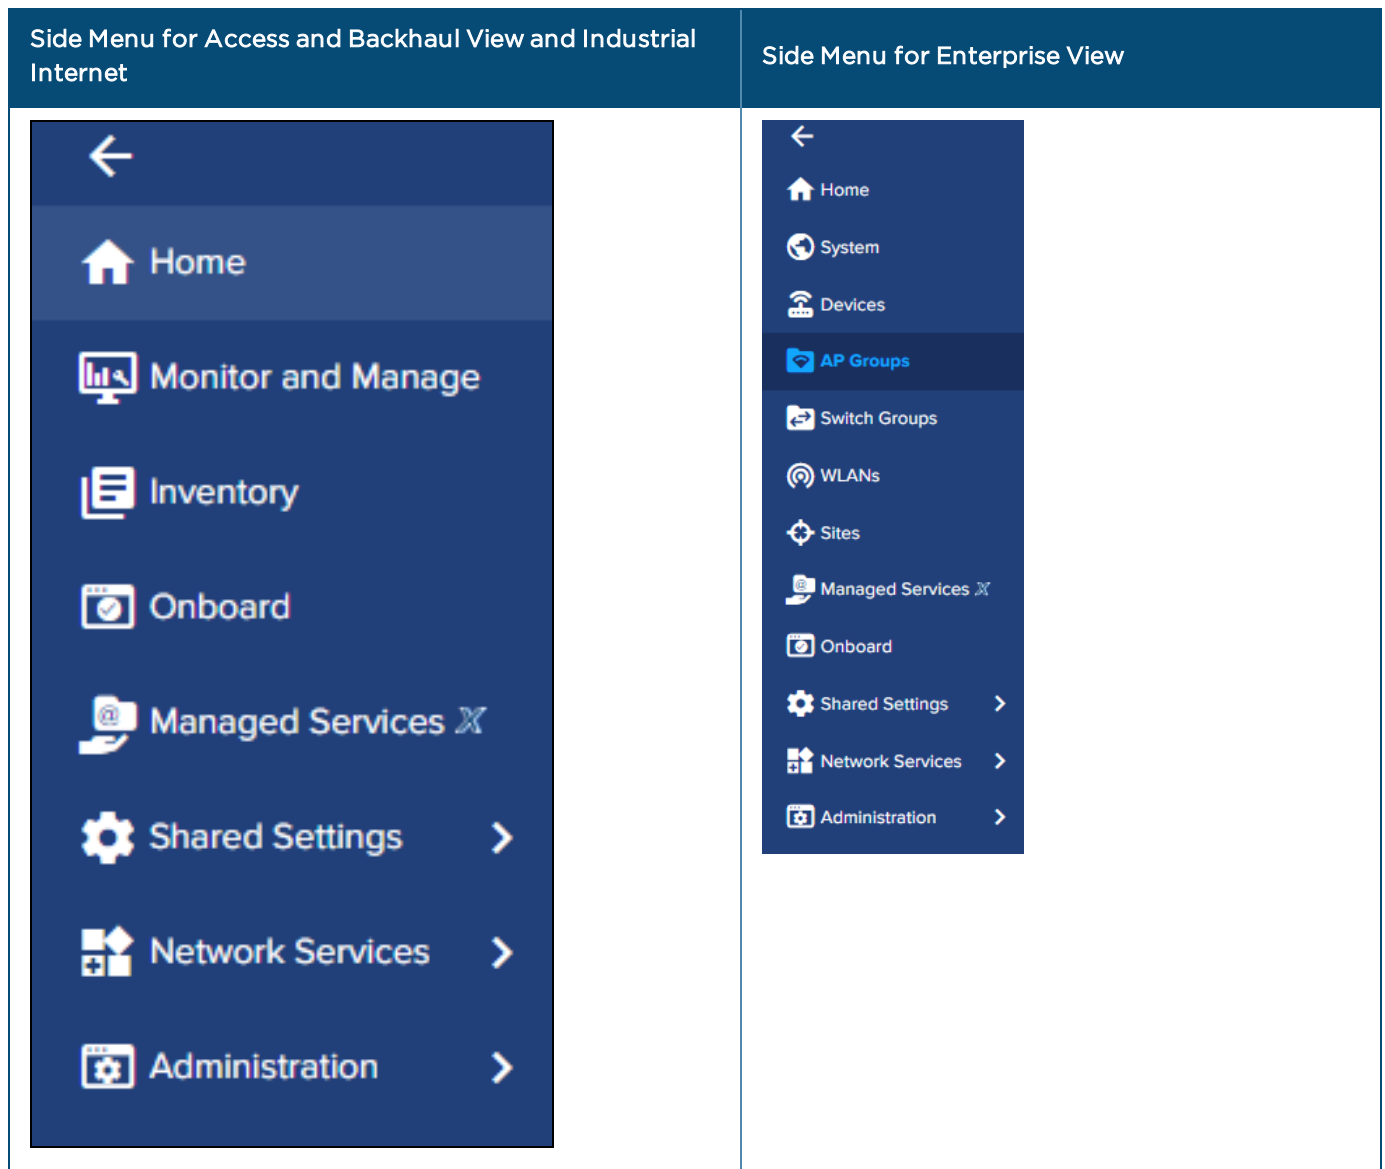 Side Menu for Access and Backhaul View and Industrial
Internet
Side Menu for Enterprise View
Home
Monitor and Manage
Inventory
Onboard
Managed Services X
Shared Settings
Network Services
Administration
Home
System
Devices
AP Groups
Switch Groups
WLANs
Sites
Managed Services X
Onboard
Shared Settings
Network Services
Administration